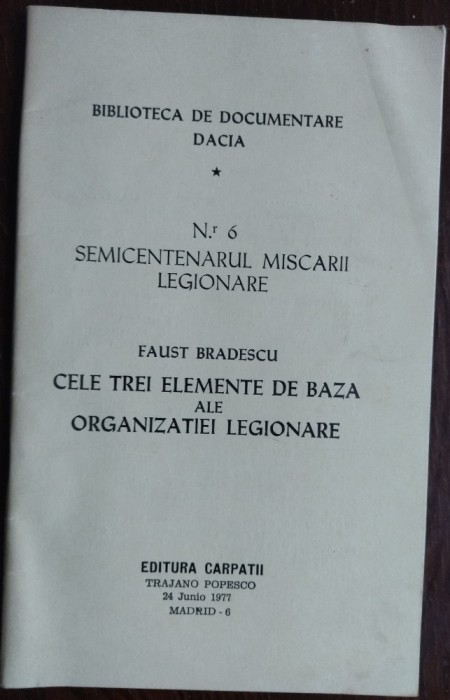 BIBLIOTECA DE DOCUMENTARE
DACIA
★
N.r 6
SEMICENTENARUL MISCARII
LEGIONARE
FAUST BRADESCU
CELE TREI ELEMENTE DE BAZA
ALE
ORGANIZATIEI LEGIONARE
EDITURA CARPATII
TRAJANO POPESCO
24 Junio 1977
MADRID - 6